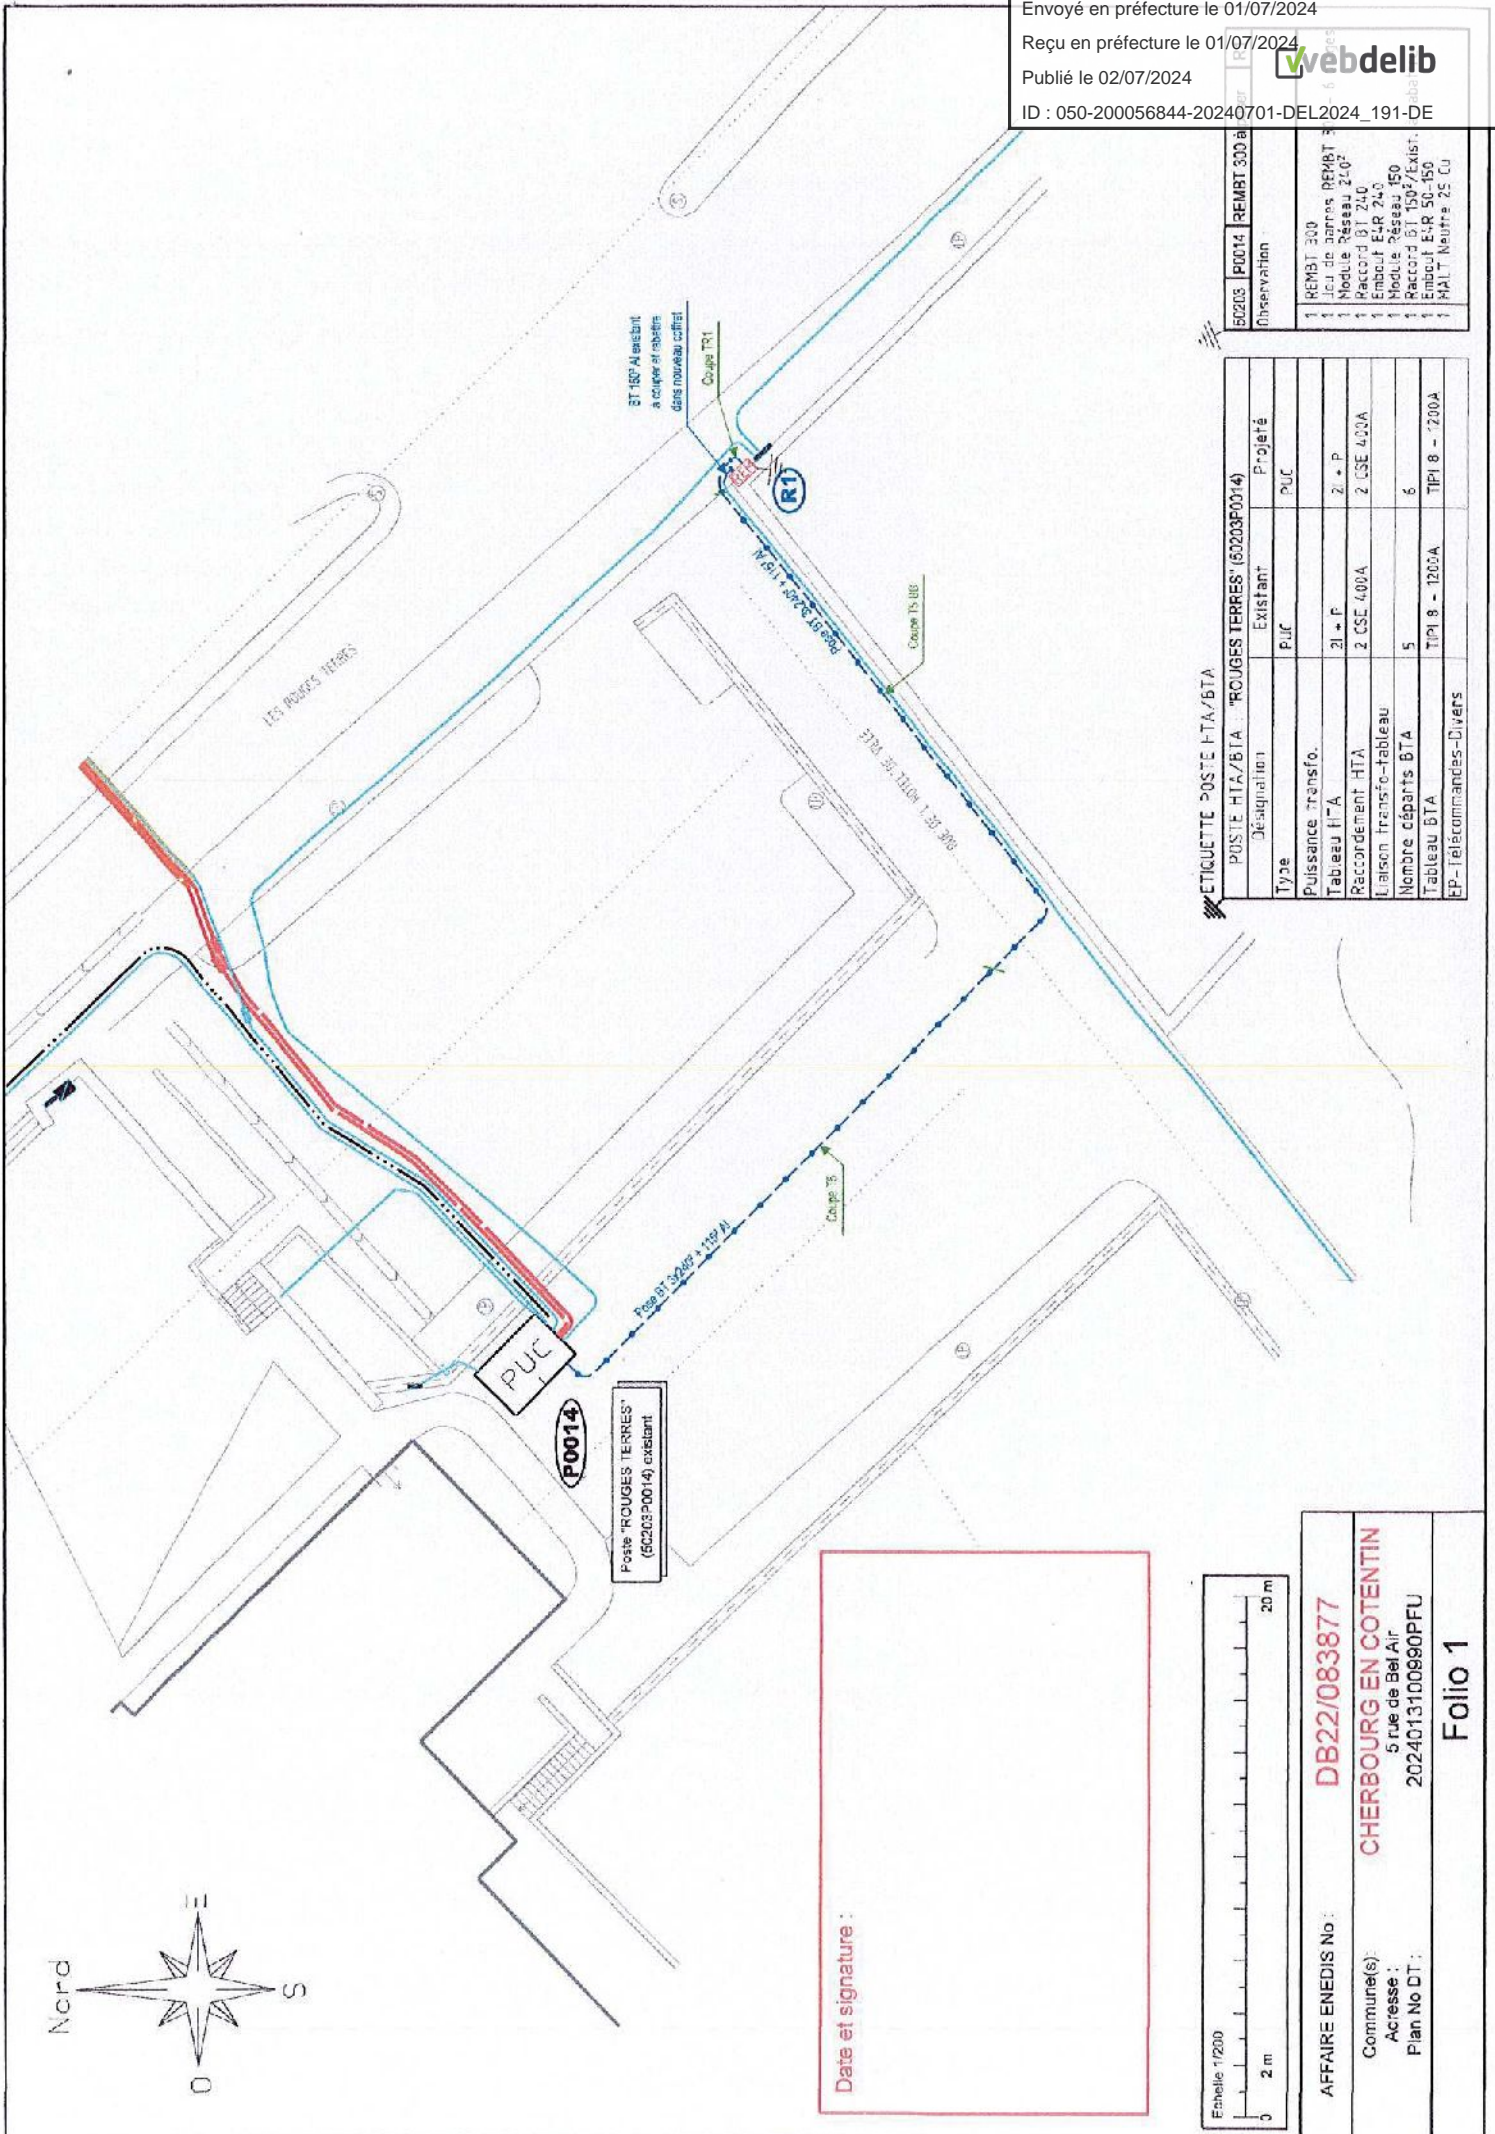 Envoyé en préfecture le 01/07/2024
Reçu en préfecture le 01/07/2024
Publié le 02/07/2024
ID : 050-200056844-20240701-DEL2024_191-DE
webdelib
Nord
O
E
S
LES ROUGES TERRES
RUE DE L'HOTEL DE VILLE
BT 150² Al existant
à couper et rabattre
dans nouveau coffret
Coupe TR1
REM
R1
Pose BT 3x240² + 115² Al
Coupe T5 BB
Coupe T5
Pose BT 3x240² + 115² Al
PUC
P0014
Poste "ROUGES TERRES"
(50203P0014) existant
50203 P0014 REMBT 300 à
Observation :
1 REMBT 300
1 Jeu de barres REMBT
1 Module Réseau 240²
1 Raccord BT 240
1 Embout E4R 240
1 Module Réseau 150
1 Raccord BT 150²/Exist.
1 Embout E4R 50-150
1 MALT Neutre 25 Cu
ETIQUETTE POSTE HTA/BTA
POSTE HTA/BTA : "ROUGES TERRES" (50203P0014)
Désignation Existant Projeté
Type PUC PUC
Puissance Transfo.
Tableau HTA 2I + P 2I + P
Raccordement HTA 2 CSE 400A 2 CSE 400A
Liaison transfo-tableau
Nombre départs BTA 5 6
Tableau BTA TIPI 8 - 1200A TIPI 8 - 1200A
EP-Télécommandes-Divers
Date et signature :
Echelle 1/200
0 2 m 20 m
AFFAIRE ENEDIS No : DB22/083877
Commune(s): CHERBOURG EN COTENTIN
Adresse : 5 rue de Bel Air
Plan No DT : 2024013100990PFU
Folio 1